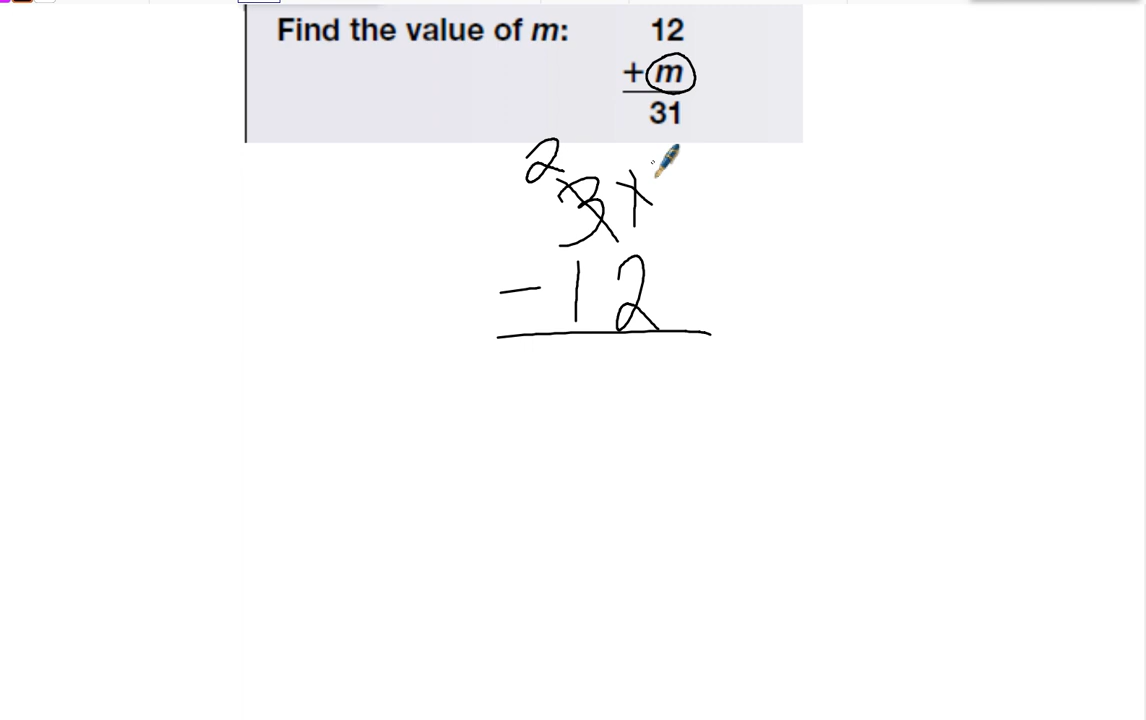 Find the value of m: 12
+ m
31
2
31
- 12